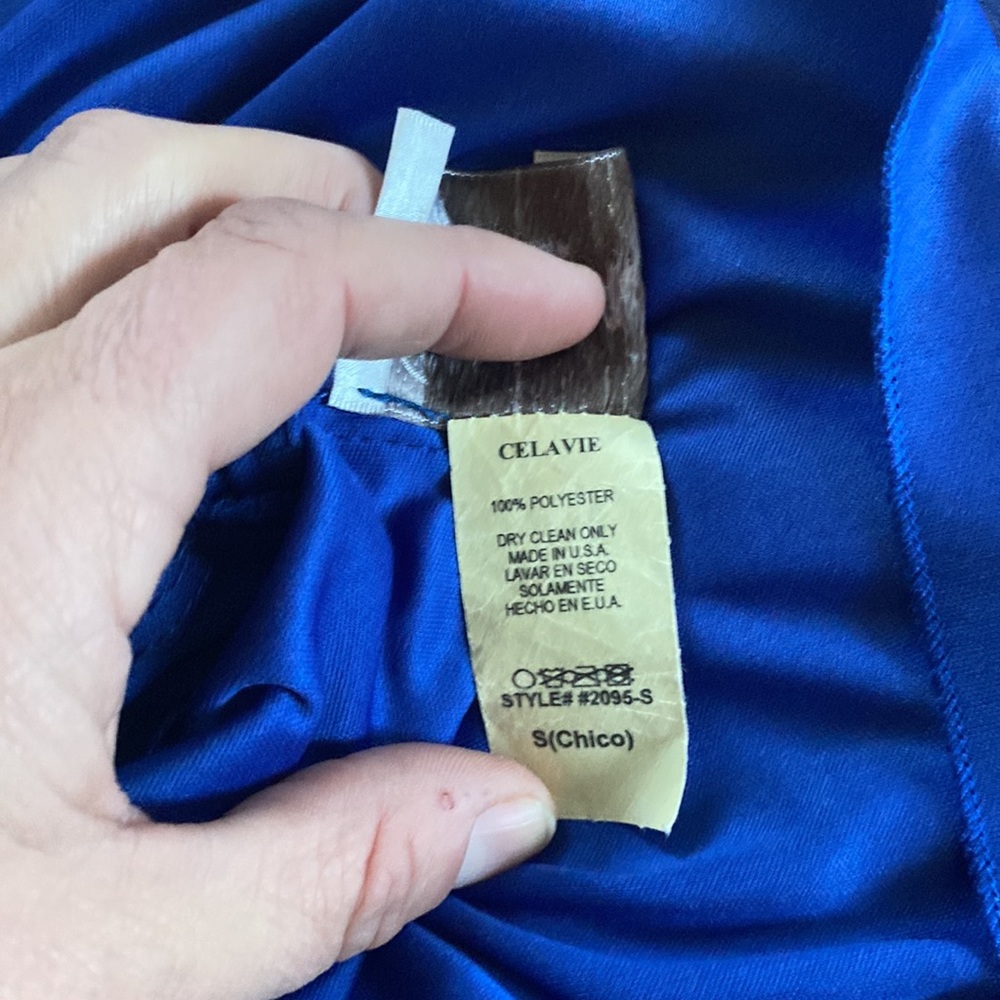 CELAVIE
100% POLYESTER
DRY CLEAN ONLY
MADE IN U.S.A.
LAVAR EN SECO
SOLAMENTE
HECHO EN E.U.A.
STYLE# #2095-S
S(Chico)